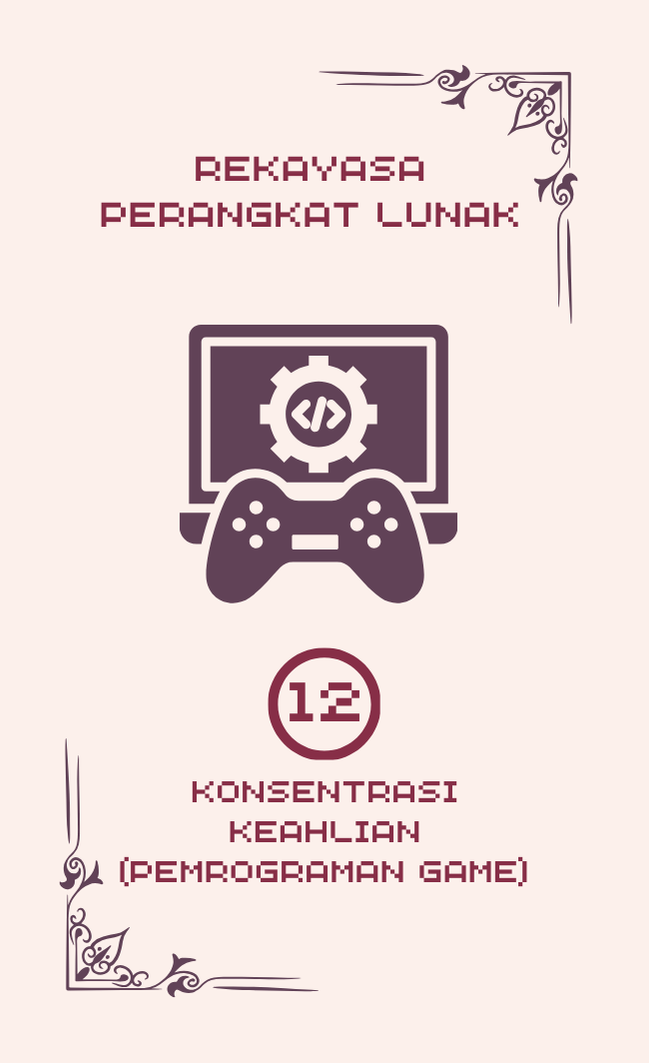 REKAYASA
PERANGKAT LUNAK
</>
12
KONSENTRASI
KEAHLIAN
(PEMROGRAMAN GAME)